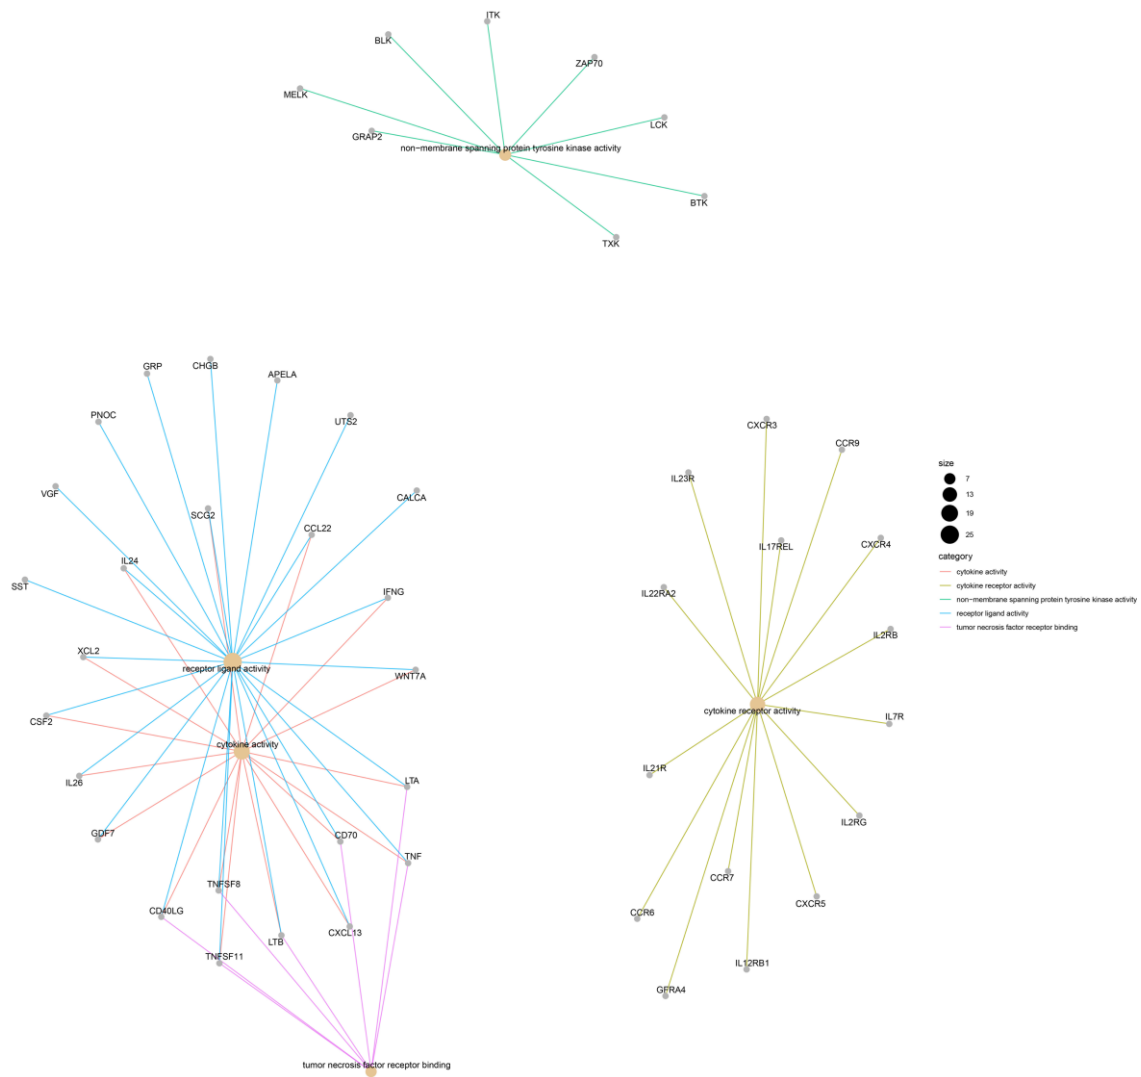 ITK
BLK
ZAP70
MELK
LCK
GRAP2
non−membrane spanning protein tyrosine kinase activity
BTK
TXK
GRP
CHGB
APELA
PNOC
UTS2
VGF
CALCA
SCG2
CCL22
IL24
SST
IFNG
XCL2
receptor ligand activity
WNT7A
CSF2
cytokine activity
IL26
LTA
GDF7
CD70
TNF
TNFSF8
CD40LG
CXCL13
LTB
TNFSF11
tumor necrosis factor receptor binding
CXCR3
CCR9
IL23R
IL17REL
CXCR4
IL22RA2
IL2RB
cytokine receptor activity
IL7R
IL21R
IL2RG
CCR7
CXCR5
CCR6
IL12RB1
GFRA4
size
7
13
19
25
category
cytokine activity
cytokine receptor activity
non−membrane spanning protein tyrosine kinase activity
receptor ligand activity
tumor necrosis factor receptor binding